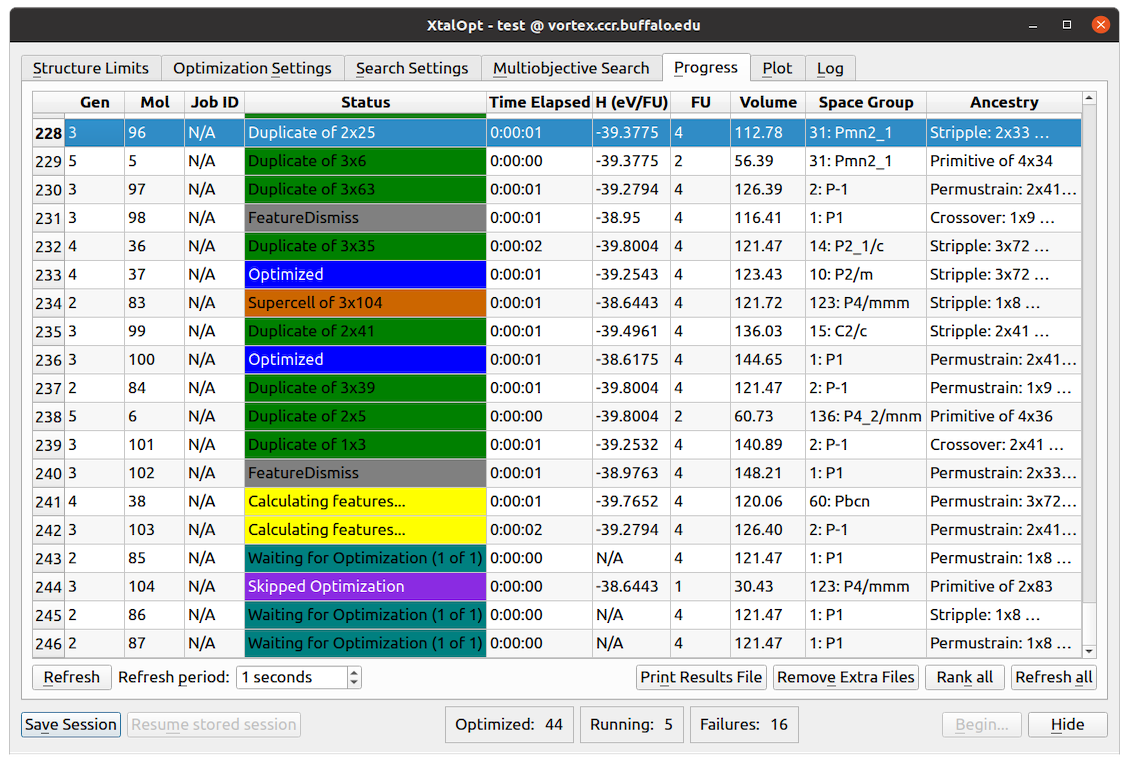 XtalOpt - test @ vortex.ccr.buffalo.edu
Structure Limits Optimization Settings Search Settings Multiobjective Search Progress Plot Log
Gen Mol Job ID Status Time Elapsed H (eV/FU) FU Volume Space Group Ancestry
228 3 96 N/A Duplicate of 2x25 0:00:01 -39.3775 4 112.78 31: Pmn2_1 Stripple: 2x33 ...
229 5 5 N/A Duplicate of 3x6 0:00:00 -39.3775 2 56.39 31: Pmn2_1 Primitive of 4x34
230 3 97 N/A Duplicate of 3x63 0:00:01 -39.2794 4 126.39 2: P-1 Permustrain: 2x41...
231 3 98 N/A FeatureDismiss 0:00:01 -38.95 4 116.41 1: P1 Crossover: 1x9 ...
232 4 36 N/A Duplicate of 3x35 0:00:02 -39.8004 4 121.47 14: P2_1/c Stripple: 3x72 ...
233 4 37 N/A Optimized 0:00:01 -39.2543 4 123.43 10: P2/m Stripple: 3x72 ...
234 2 83 N/A Supercell of 3x104 0:00:01 -38.6443 4 121.72 123: P4/mmm Stripple: 1x8 ...
235 3 99 N/A Duplicate of 2x41 0:00:01 -39.4961 4 136.03 15: C2/c Stripple: 2x41 ...
236 3 100 N/A Optimized 0:00:01 -38.6175 4 144.65 1: P1 Permustrain: 2x41...
237 2 84 N/A Duplicate of 3x39 0:00:01 -39.8004 4 121.47 2: P-1 Permustrain: 1x9 ...
238 5 6 N/A Duplicate of 2x5 0:00:00 -39.8004 2 60.73 136: P4_2/mnm Primitive of 4x36
239 3 101 N/A Duplicate of 1x3 0:00:01 -39.2532 4 140.89 2: P-1 Crossover: 2x41 ...
240 3 102 N/A FeatureDismiss 0:00:01 -38.9763 4 148.21 1: P1 Permustrain: 2x33...
241 4 38 N/A Calculating features... 0:00:01 -39.7652 4 120.06 60: Pbcn Permustrain: 3x72...
242 3 103 N/A Calculating features... 0:00:02 -39.2794 4 126.40 2: P-1 Permustrain: 2x41...
243 2 85 N/A Waiting for Optimization (1 of 1) 0:00:00 N/A 4 121.47 1: P1 Permustrain: 1x8 ...
244 3 104 N/A Skipped Optimization 0:00:00 -38.6443 1 30.43 123: P4/mmm Primitive of 2x83
245 2 86 N/A Waiting for Optimization (1 of 1) 0:00:00 N/A 4 121.47 1: P1 Stripple: 1x8 ...
246 2 87 N/A Waiting for Optimization (1 of 1) 0:00:00 N/A 4 121.47 1: P1 Permustrain: 1x8 ...
Refresh Refresh period: 1 seconds Print Results File Remove Extra Files Rank all Refresh all
Save Session Resume stored session Optimized: 44 Running: 5 Failures: 16 Begin... Hide